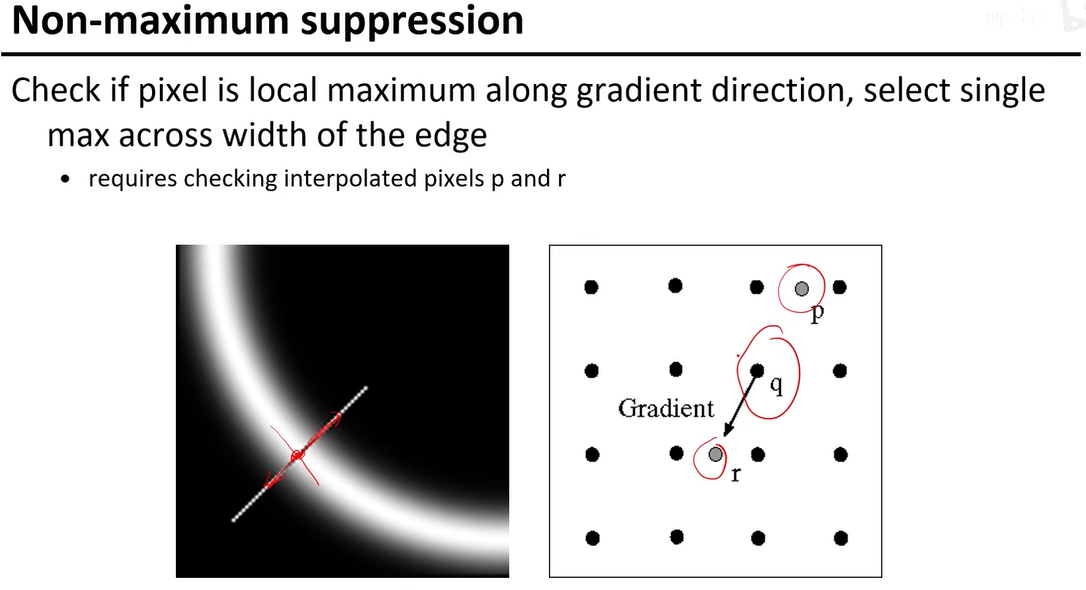 Non-maximum suppression
Check if pixel is local maximum along gradient direction, select single
max across width of the edge
• requires checking interpolated pixels p and r
p
q
Gradient
r